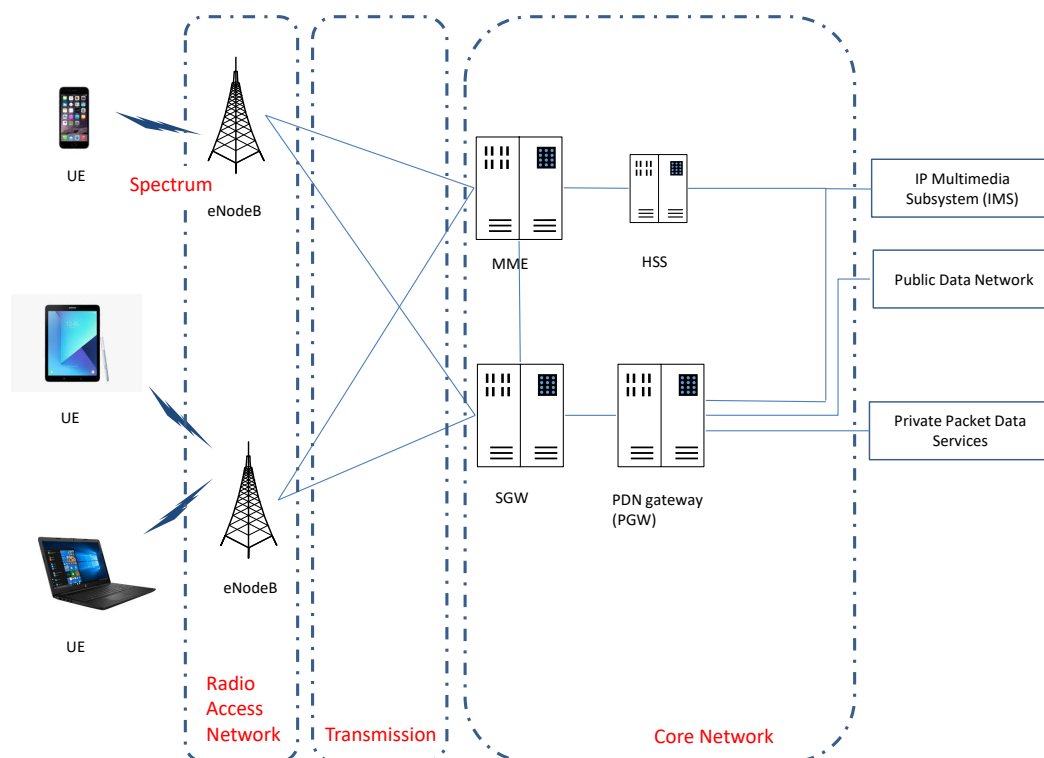 UE
Spectrum
eNodeB
MME
HSS
IP Multimedia
Subsystem (IMS)
Public Data Network
UE
SGW
PDN gateway
(PGW)
Private Packet Data
Services
eNodeB
UE
Radio
Access
Network
Transmission
Core Network